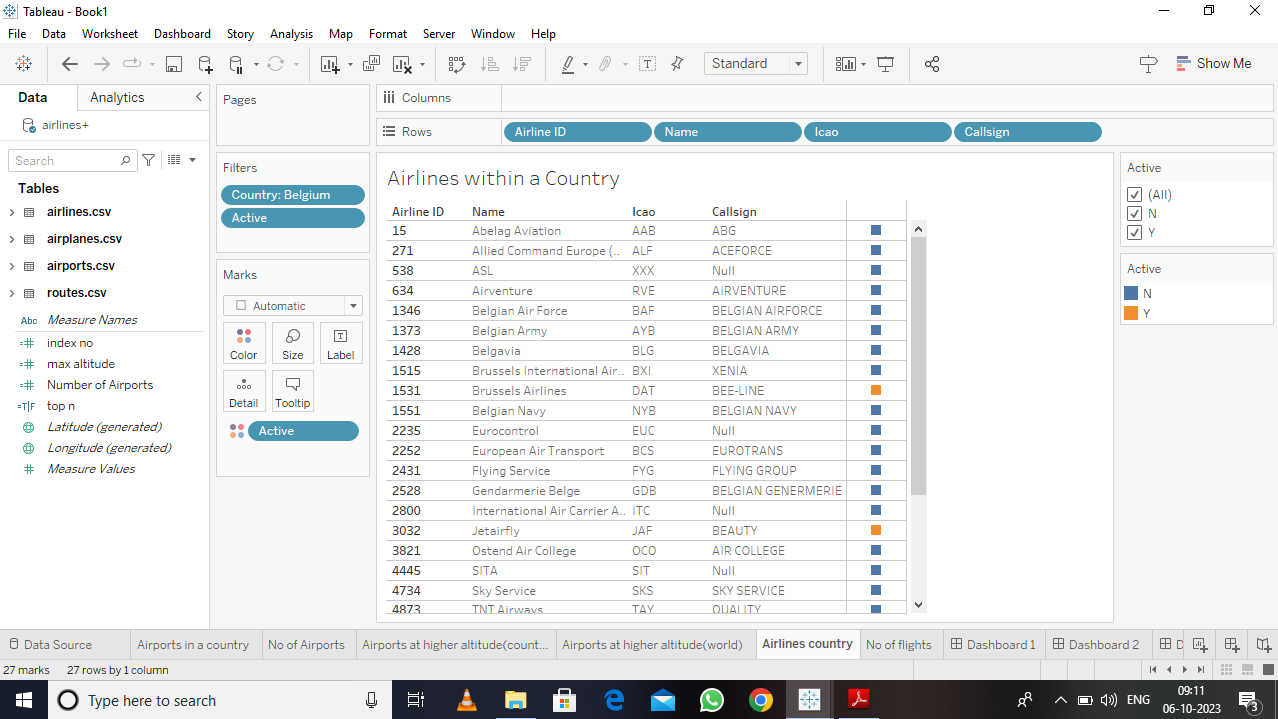 Tableau - Book1
File Data Worksheet Dashboard Story Analysis Map Format Server Window Help
Standard
Show Me
Data Analytics
airlines+
Search
Tables
airlines.csv
airplanes.csv
airports.csv
routes.csv
Abc Measure Names
index no
max altitude
Number of Airports
T|F top n
Latitude (generated)
Longitude (generated)
Measure Values
Pages
Filters
Country: Belgium
Active
Marks
Automatic
Color Size Label
Detail Tooltip
Active
Columns
Rows Airline ID Name Icao Callsign
Airlines within a Country
Airline ID Name Icao Callsign
15 Abelag Aviation AAB ABG
271 Allied Command Europe (.. ALF ACEFORCE
538 ASL XXX Null
634 Airventure RVE AIRVENTURE
1346 Belgian Air Force BAF BELGIAN AIRFORCE
1373 Belgian Army AYB BELGIAN ARMY
1428 Belgavia BLG BELGAVIA
1515 Brussels International Air.. BXI XENIA
1531 Brussels Airlines DAT BEE-LINE
1551 Belgian Navy NYB BELGIAN NAVY
2235 Eurocontrol EUC Null
2252 European Air Transport BCS EUROTRANS
2431 Flying Service FYG FLYING GROUP
2528 Gendarmerie Belge GDB BELGIAN GENERMERIE
2800 International Air Carrier A.. ITC Null
3032 Jetairfly JAF BEAUTY
3821 Ostend Air College OCO AIR COLLEGE
4445 SITA SIT Null
4734 Sky Service SKS SKY SERVICE
4873 TNT Airways TAY QUALITY
Active
(All)
N
Y
Active
N
Y
Data Source Airports in a country No of Airports Airports at higher altitude(count... Airports at higher altitude(world) Airlines country No of flights Dashboard 1 Dashboard 2 D
27 marks 27 rows by 1 column
Type here to search
ENG
09:11
06-10-2023
3